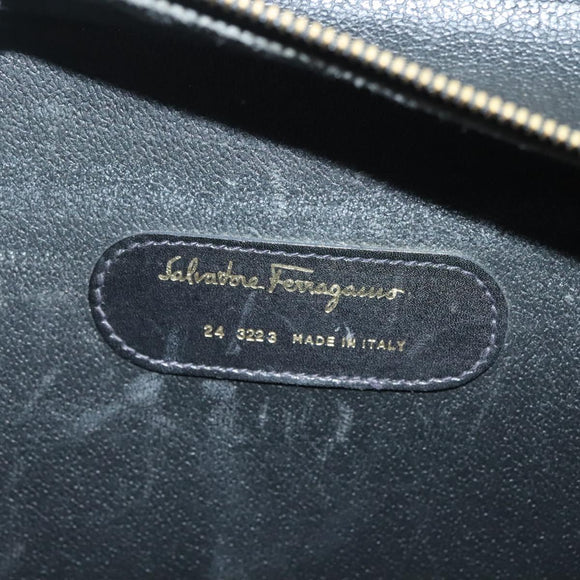 Salvatore Ferragamo
24 3223 MADE IN ITALY